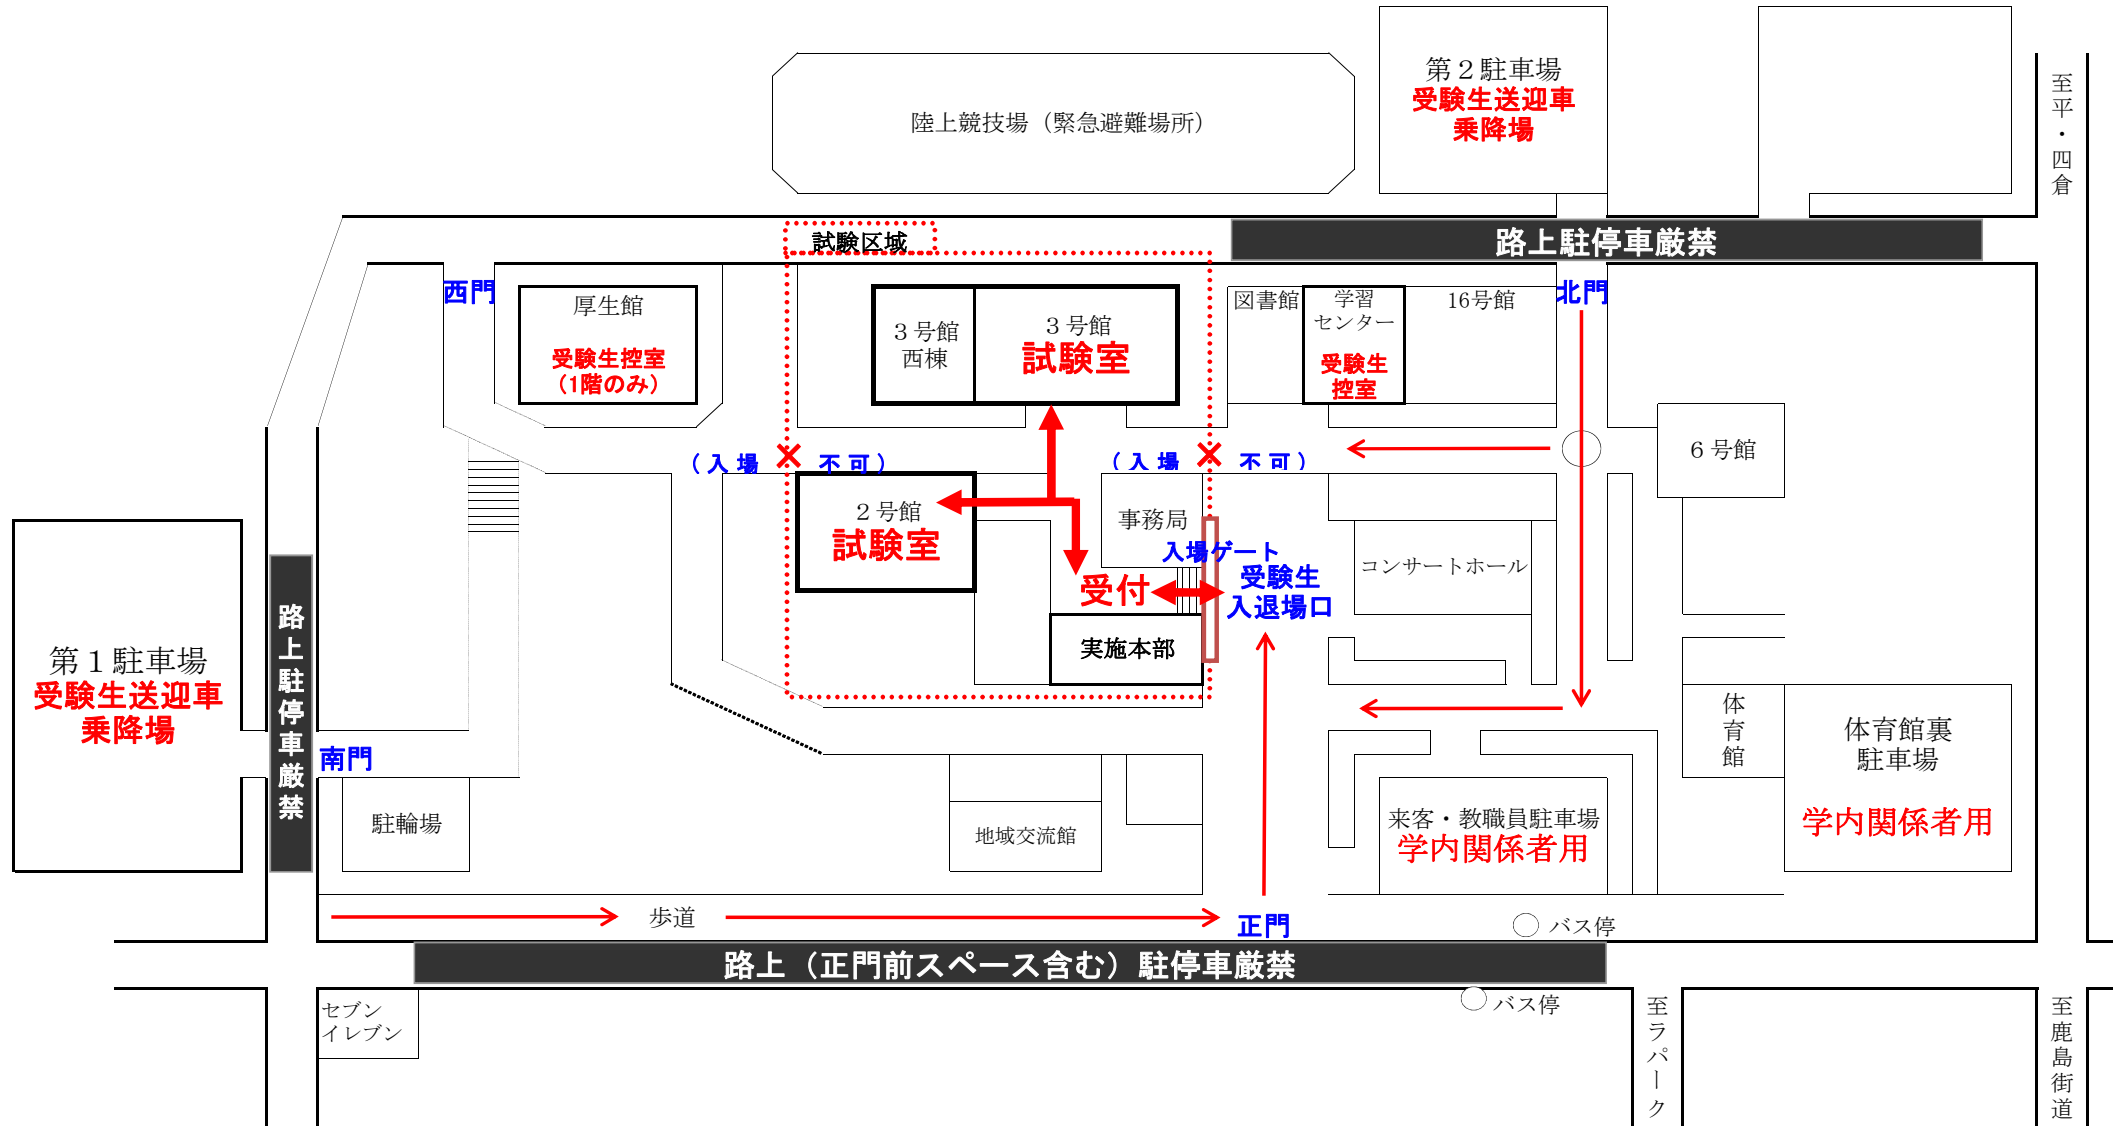 第２駐車場
受験生送迎車
乗降場
至平・四倉
陸上競技場（緊急避難場所）
試験区域
路上駐停車厳禁
西門
厚生館
受験生控室
（1階のみ）
３号館
西棟
３号館
試験室
図書館
学習
センター
受験生
控室
16号館
北門
６号館
（入場　不可）
（入場　不可）
２号館
試験室
事務局
入場ゲート
受験生
入退場口
受付
実施本部
コンサートホール
第１駐車場
受験生送迎車
乗降場
路上駐停車厳禁
南門
駐輪場
地域交流館
体育館
体育館裏
駐車場
学内関係者用
来客・教職員駐車場
学内関係者用
歩道
正門
バス停
路上（正門前スペース含む）駐停車厳禁
セブン
イレブン
バス停
至ラパーク
至鹿島街道